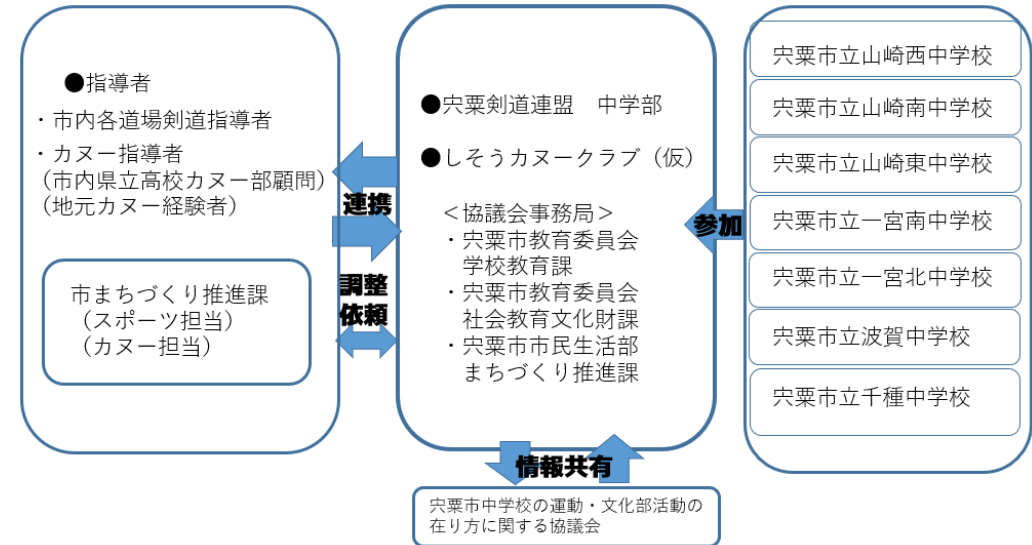 ●指導者
・市内各道場剣道指導者
・カヌー指導者
(市内県立高校カヌー部顧問)
(地元カヌー経験者)
市まちづくり推進課
（スポーツ担当）
（カヌー担当）
連携
調整
依頼
●宍粟剣道連盟　中学部
●しそうカヌークラブ（仮）
＜協議会事務局＞
・宍粟市教育委員会
学校教育課
・宍粟市教育委員会
社会教育文化財課
・宍粟市市民生活部
まちづくり推進課
参加
宍粟市立山崎西中学校
宍粟市立山崎南中学校
宍粟市立山崎東中学校
宍粟市立一宮南中学校
宍粟市立一宮北中学校
宍粟市立波賀中学校
宍粟市立千種中学校
情報共有
宍粟市中学校の運動・文化部活動の
在り方に関する協議会